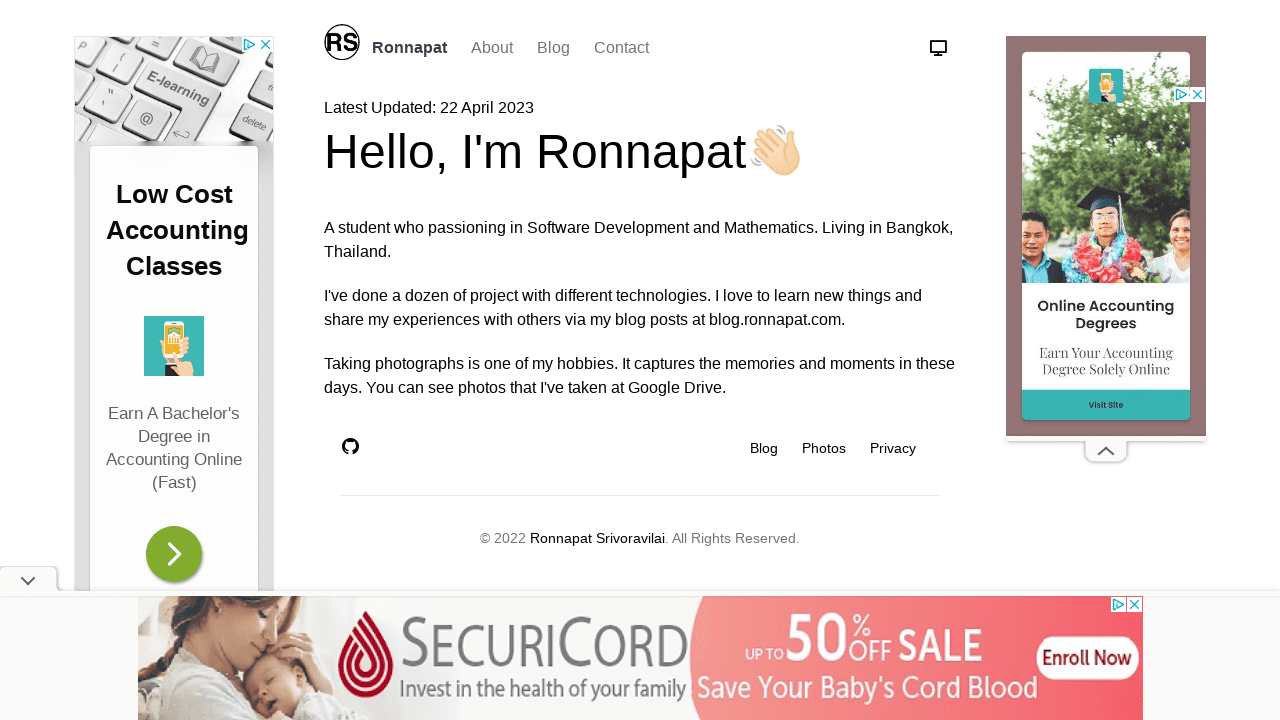 RS
Ronnapat
About
Blog
Contact
Latest Updated: 22 April 2023
Hello, I'm Ronnapat👋🏻
A student who passioning in Software Development and Mathematics. Living in Bangkok,
Thailand.
I've done a dozen of project with different technologies. I love to learn new things and
share my experiences with others via my blog posts at blog.ronnapat.com.
Taking photographs is one of my hobbies. It captures the memories and moments in these
days. You can see photos that I've taken at Google Drive.
Blog
Photos
Privacy
© 2022 Ronnapat Srivoravilai. All Rights Reserved.
E-learning
@
delete
Low Cost
Accounting
Classes
Earn A Bachelor's
Degree in
Accounting Online
(Fast)
Online Accounting
Degrees
Earn Your Accounting
Degree Solely Online
Visit Site
SECURICORD
Invest in the health of your family
UP TO 50% OFF SALE
Save Your Baby's Cord Blood
Enroll Now